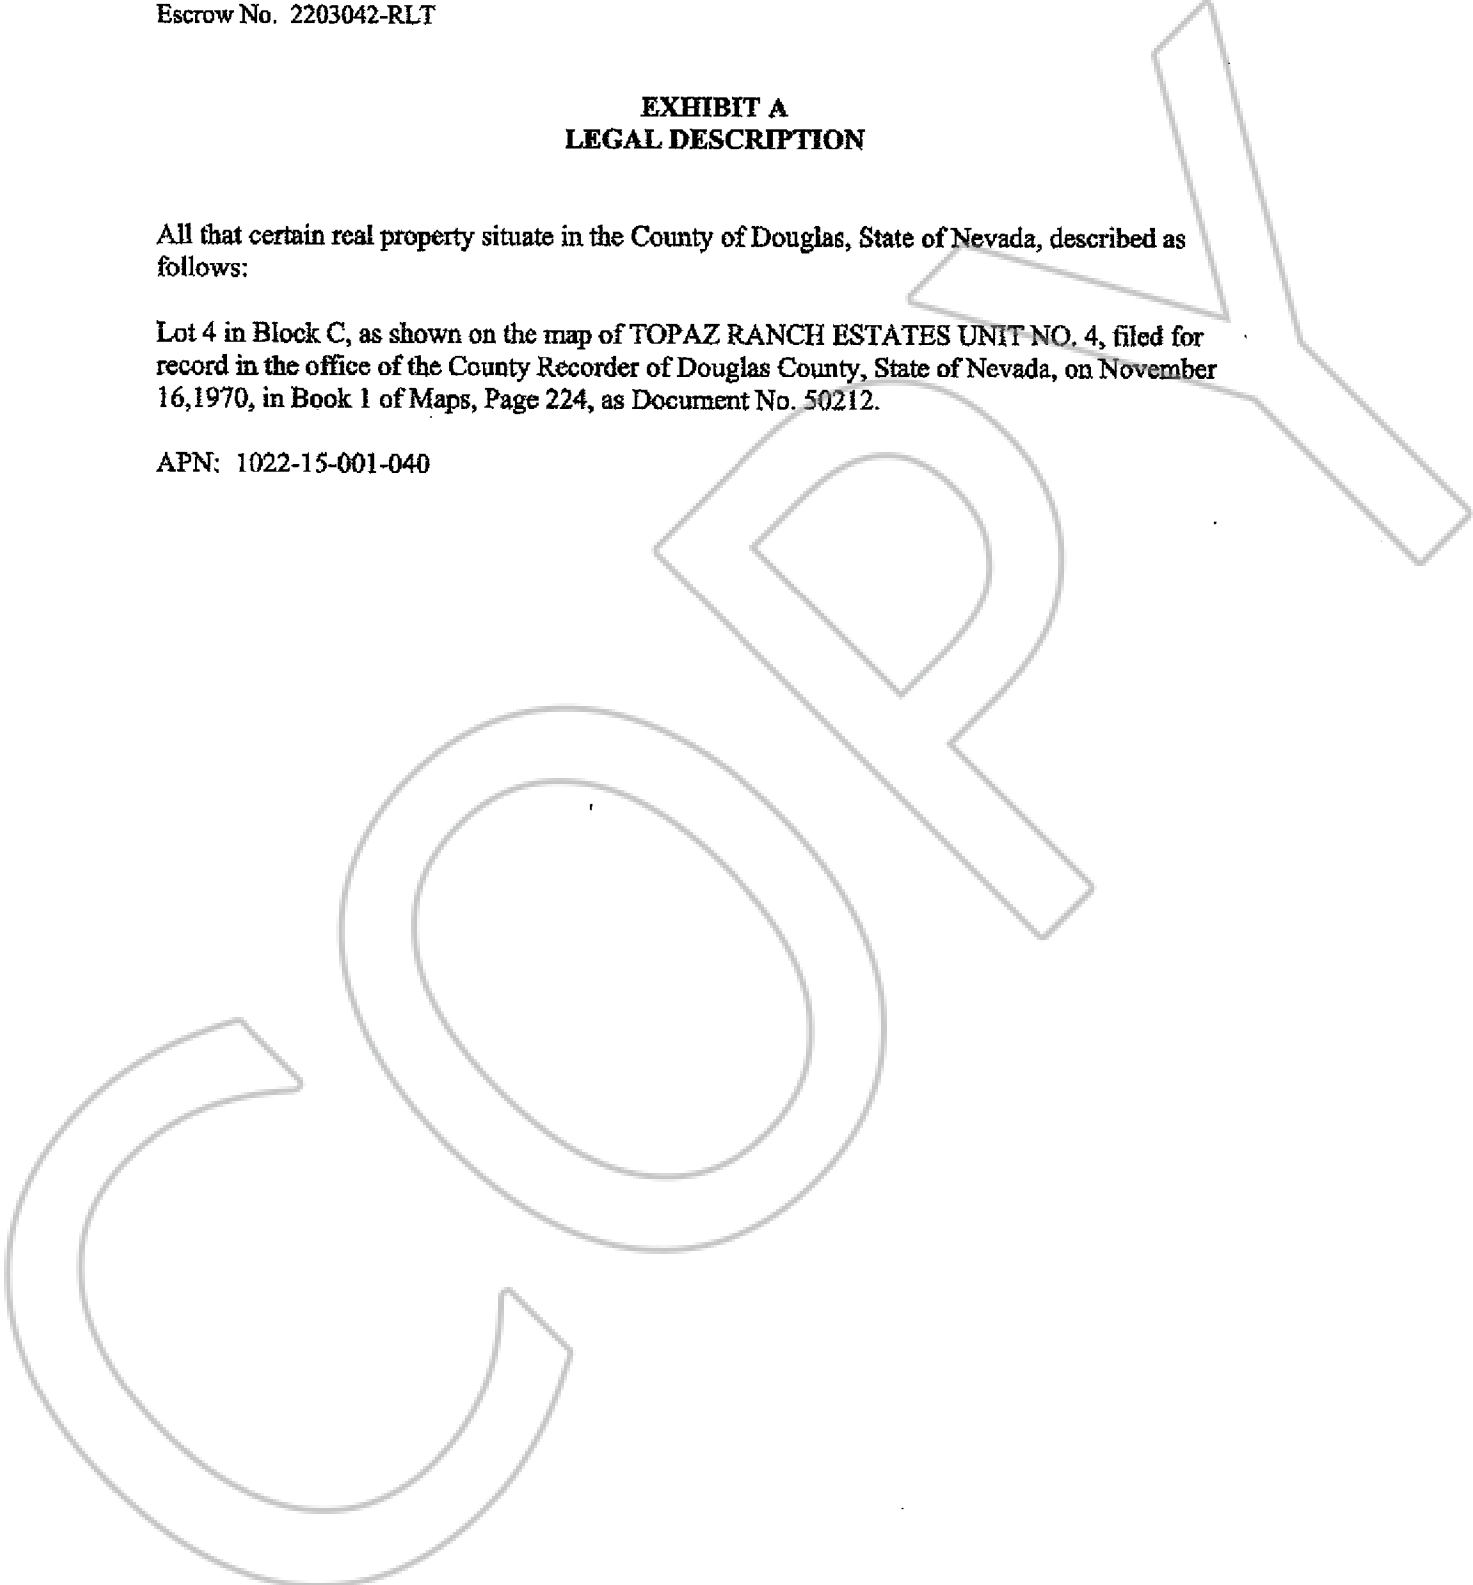 Escrow No. 2203042-RLT
EXHIBIT A
LEGAL DESCRIPTION
All that certain real property situate in the County of Douglas, State of Nevada, described as
follows:
Lot 4 in Block C, as shown on the map of TOPAZ RANCH ESTATES UNIT NO. 4, filed for
record in the office of the County Recorder of Douglas County, State of Nevada, on November
16,1970, in Book 1 of Maps, Page 224, as Document No. 50212.
APN: 1022-15-001-040
COPY